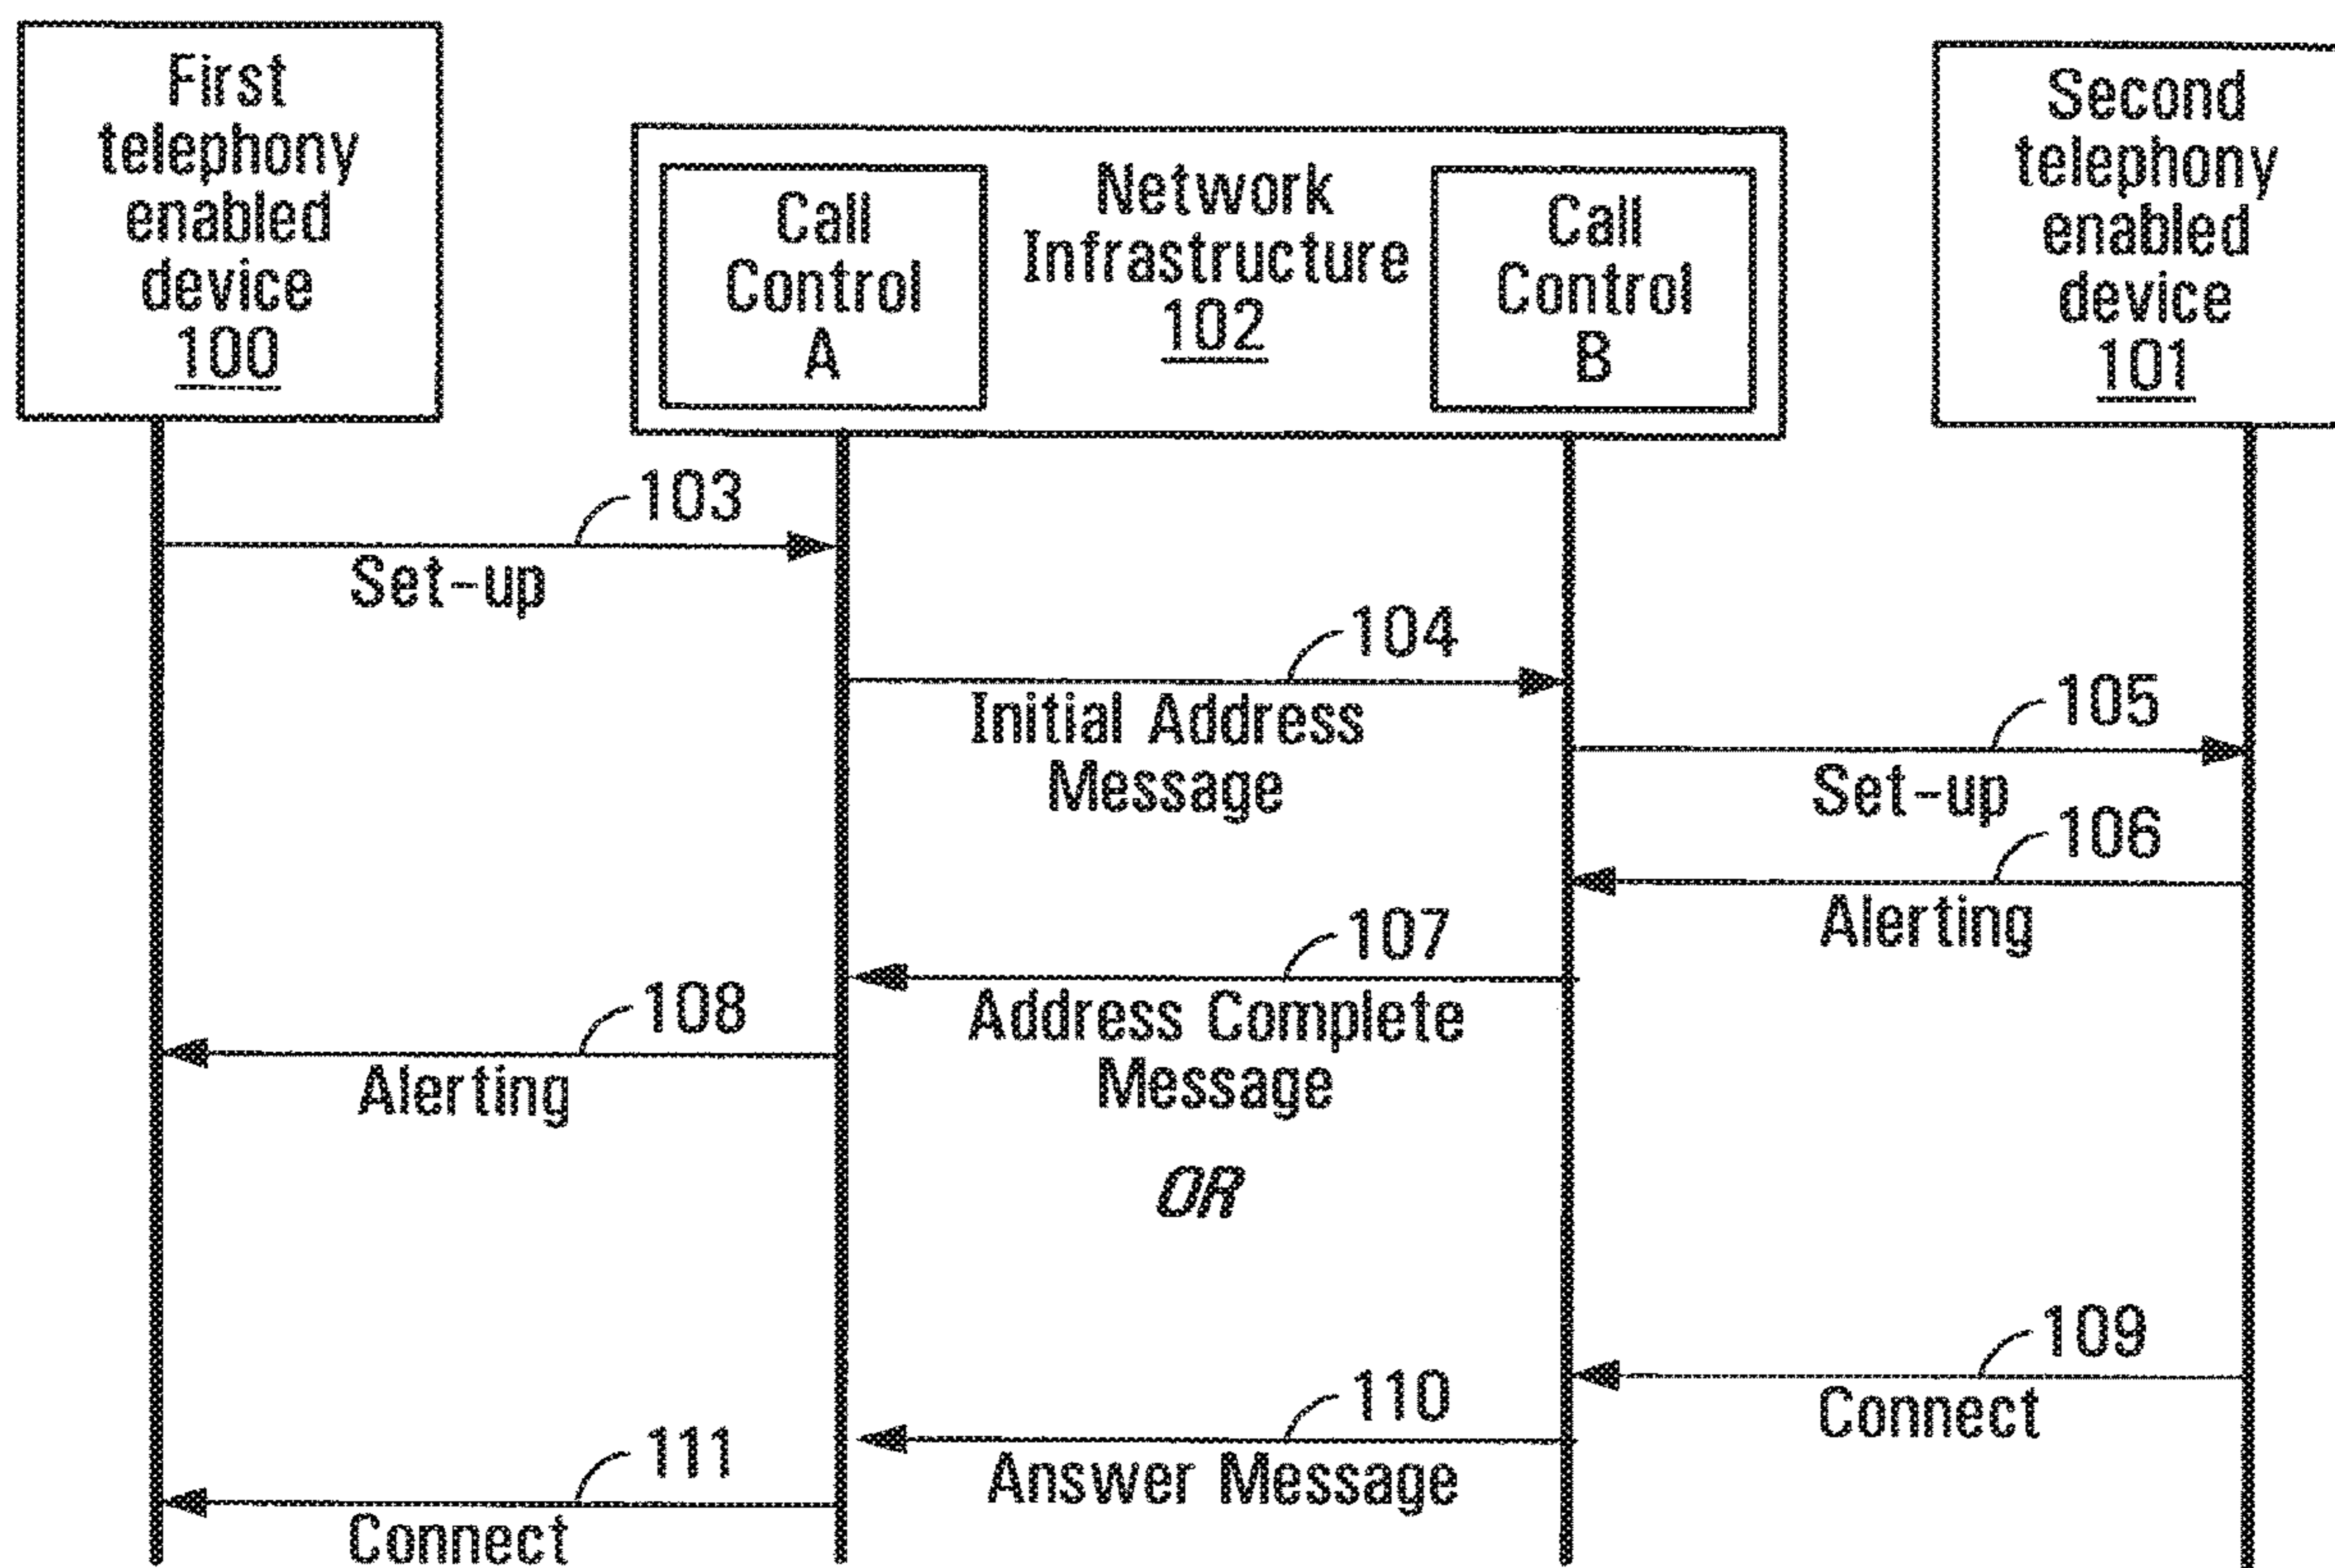 First
telephony
enabled
device
100
Call
Control
A
Network
Infrastructure
102
Call
Control
B
Second
telephony
enabled
device
101
103
Set-up
104
Initial Address
Message
105
Set-up
106
Alerting
107
Address Complete
Message
108
Alerting
OR
109
Connect
110
Answer Message
111
Connect